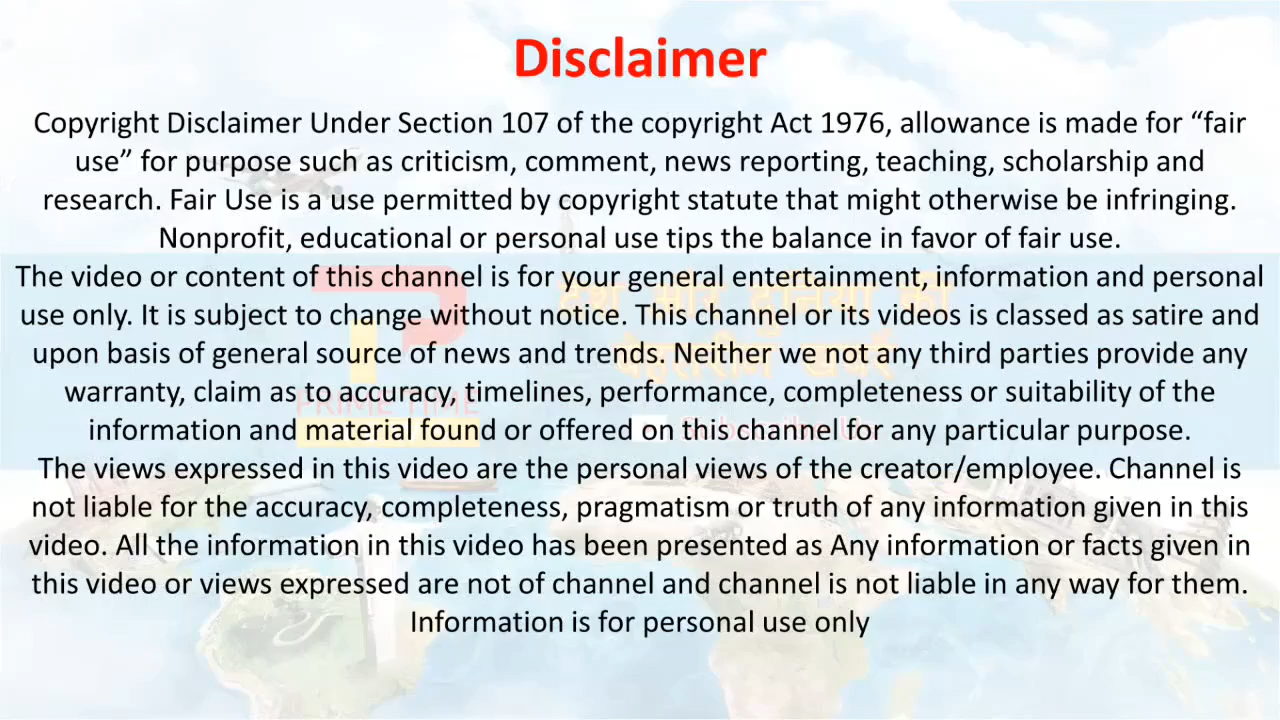 Disclaimer
Copyright Disclaimer Under Section 107 of the copyright Act 1976, allowance is made for “fair
use” for purpose such as criticism, comment, news reporting, teaching, scholarship and
research. Fair Use is a use permitted by copyright statute that might otherwise be infringing.
Nonprofit, educational or personal use tips the balance in favor of fair use.
The video or content of this channel is for your general entertainment, information and personal
use only. It is subject to change without notice. This channel or its videos is classed as satire and
upon basis of general source of news and trends. Neither we not any third parties provide any
warranty, claim as to accuracy, timelines, performance, completeness or suitability of the
information and material found or offered on this channel for any particular purpose.
The views expressed in this video are the personal views of the creator/employee. Channel is
not liable for the accuracy, completeness, pragmatism or truth of any information given in this
video. All the information in this video has been presented as Any information or facts given in
this video or views expressed are not of channel and channel is not liable in any way for them.
Information is for personal use only
देश और दुनिया की
बेहतरीन खबरें
PRIME TIME